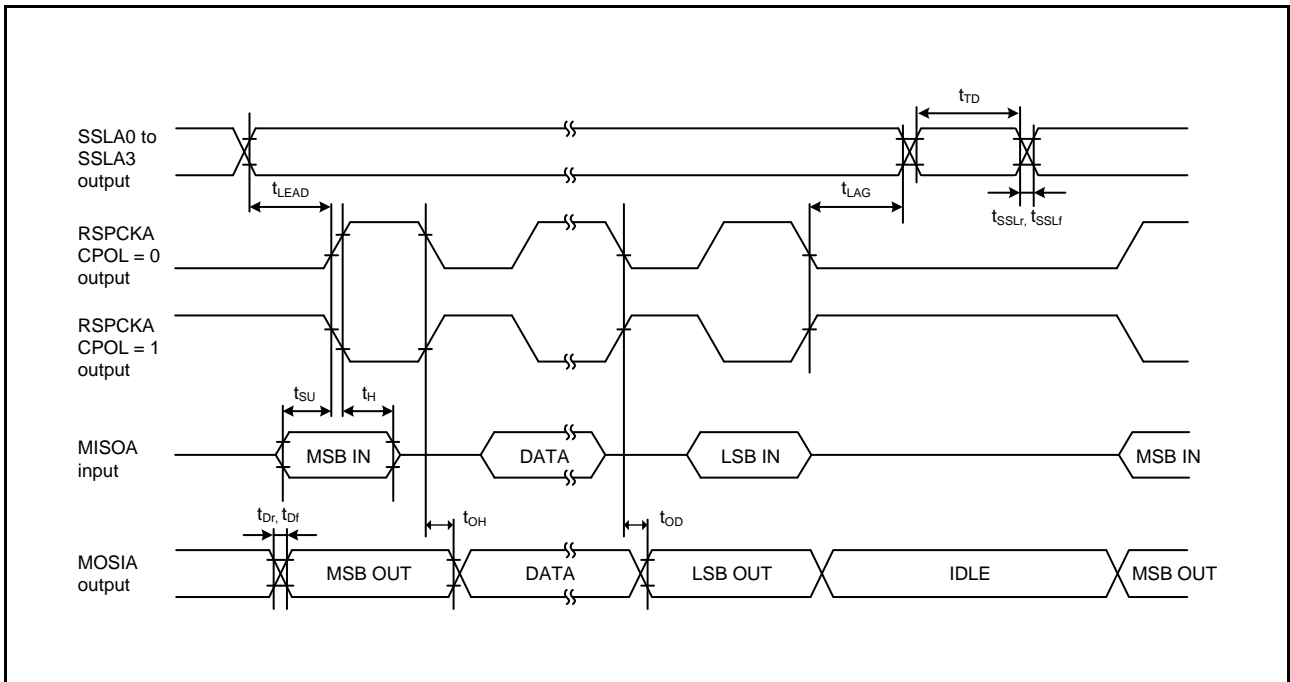 tTD
SSLA0 to
SSLA3
output
tLEAD
tLAG
tSSLr, tSSLf
RSPCKA
CPOL = 0
output
RSPCKA
CPOL = 1
output
tSU
tH
MISOA
input
MSB IN
DATA
LSB IN
MSB IN
tDr, tDf
tOH
tOD
MOSIA
output
MSB OUT
DATA
LSB OUT
IDLE
MSB OUT